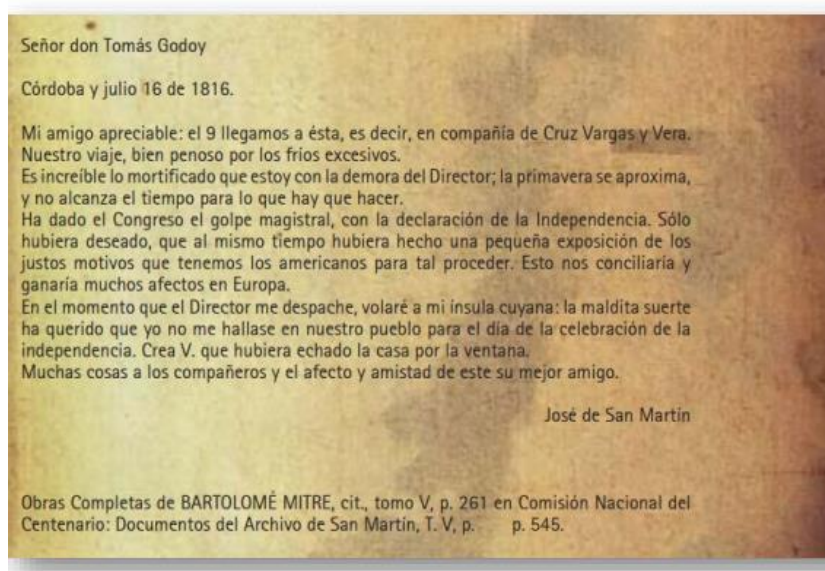 Señor don Tomás Godoy
Córdoba y julio 16 de 1816.
Mi amigo apreciable: el 9 llegamos a ésta, es decir, en compañía de Cruz Vargas y Vera.
Nuestro viaje, bien penoso por los fríos excesivos.
Es increíble lo mortificado que estoy con la demora del Director; la primavera se aproxima,
y no alcanza el tiempo para lo que hay que hacer.
Ha dado el Congreso el golpe magistral, con la declaración de la Independencia. Sólo
hubiera deseado, que al mismo tiempo hubiera hecho una pequeña exposición de los
justos motivos que tenemos los americanos para tal proceder. Esto nos conciliaría y
ganaría muchos afectos en Europa.
En el momento que el Director me despache, volaré a mi ínsula cuyana: la maldita suerte
ha querido que yo no me hallase en nuestro pueblo para el día de la celebración de la
independencia. Crea V. que hubiera echado la casa por la ventana.
Muchas cosas a los compañeros y el afecto y amistad de este su mejor amigo.
José de San Martín
Obras Completas de BARTOLOMÉ MITRE, cit., tomo V, p. 261 en Comisión Nacional del
Centenario: Documentos del Archivo de San Martín, T. V, p. p. 545.